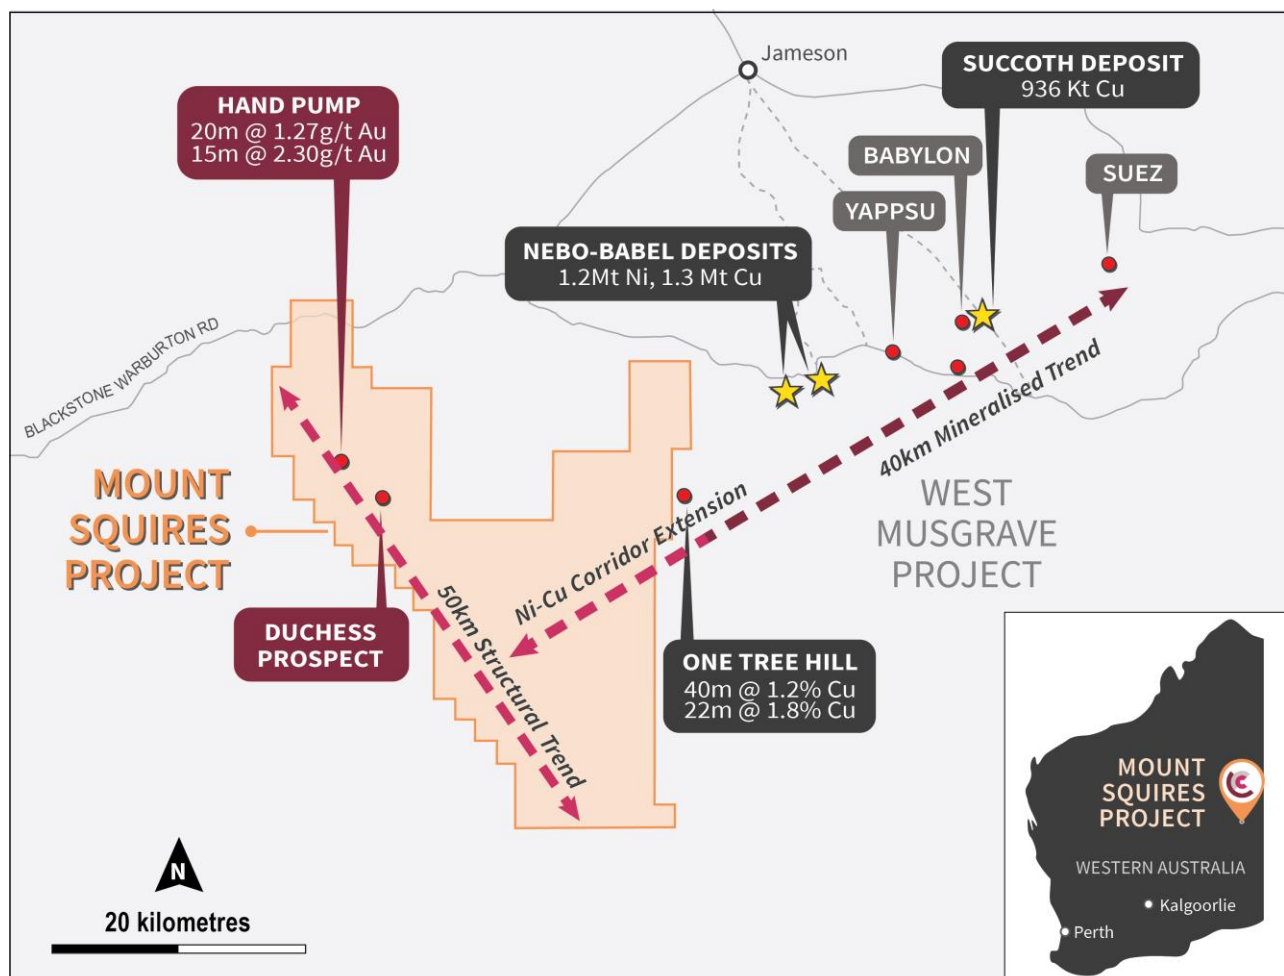 Jameson
SUCCOTH DEPOSIT
936 Kt Cu
HAND PUMP
20m @ 1.27g/t Au
15m @ 2.30g/t Au
BABYLON
SUEZ
YAPPSU
NEBO-BABEL DEPOSITS
1.2Mt Ni, 1.3 Mt Cu
BLACKSTONE WARBURTON RD
40km Mineralised Trend
MOUNT
SQUIRES
PROJECT
WEST
MUSGRAVE
PROJECT
Ni-Cu Corridor Extension
50km Structural Trend
DUCHESS
PROSPECT
ONE TREE HILL
40m @ 1.2% Cu
22m @ 1.8% Cu
N
20 kilometres
MOUNT
SQUIRES
PROJECT
WESTERN AUSTRALIA
Kalgoorlie
Perth